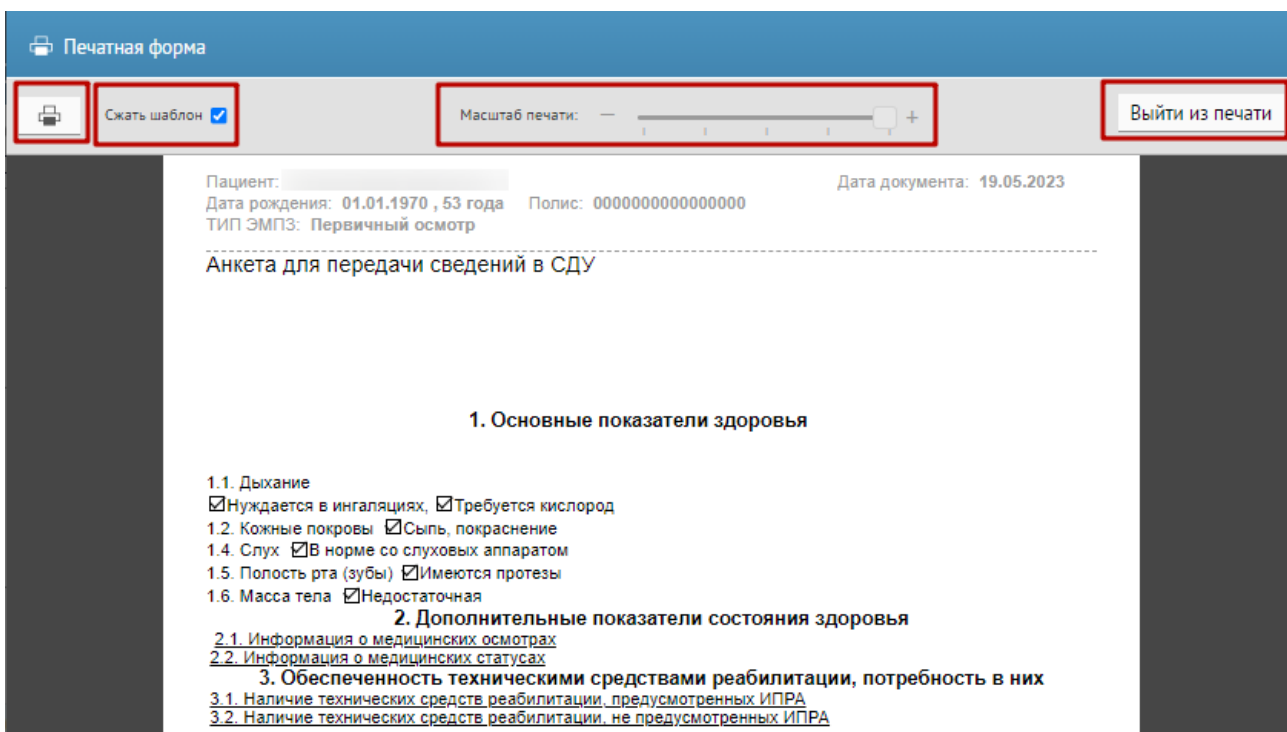 Печатная форма
Сжать шаблон Масштаб печати: — + Выйти из печати
Пациент: Дата документа: 19.05.2023
Дата рождения: 01.01.1970 , 53 года Полис: 0000000000000000
ТИП ЭМПЗ: Первичный осмотр
Анкета для передачи сведений в СДУ
1. Основные показатели здоровья
1.1. Дыхание
☑Нуждается в ингаляциях, ☑Требуется кислород
1.2. Кожные покровы ☑Сыпь, покраснение
1.4. Слух ☑В норме со слуховых аппаратом
1.5. Полость рта (зубы) ☑Имеются протезы
1.6. Масса тела ☑Недостаточная
2. Дополнительные показатели состояния здоровья
2.1. Информация о медицинских осмотрах
2.2. Информация о медицинских статусах
3. Обеспеченность техническими средствами реабилитации, потребность в них
3.1. Наличие технических средств реабилитации, предусмотренных ИПРА
3.2. Наличие технических средств реабилитации, не предусмотренных ИПРА